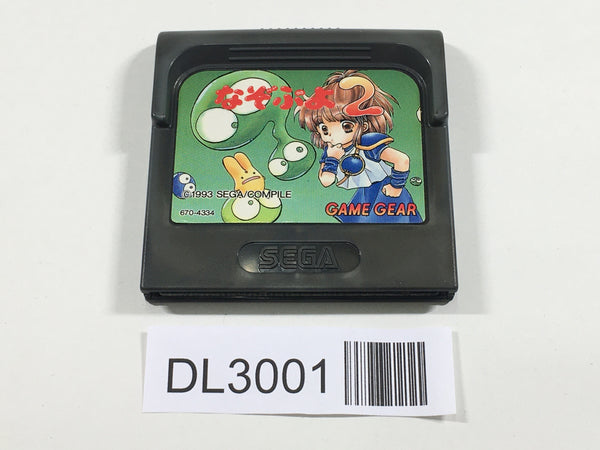 なぞぷよ2
©1993 SEGA/COMPILE
670-4334
GAME GEAR
SEGA
DL3001